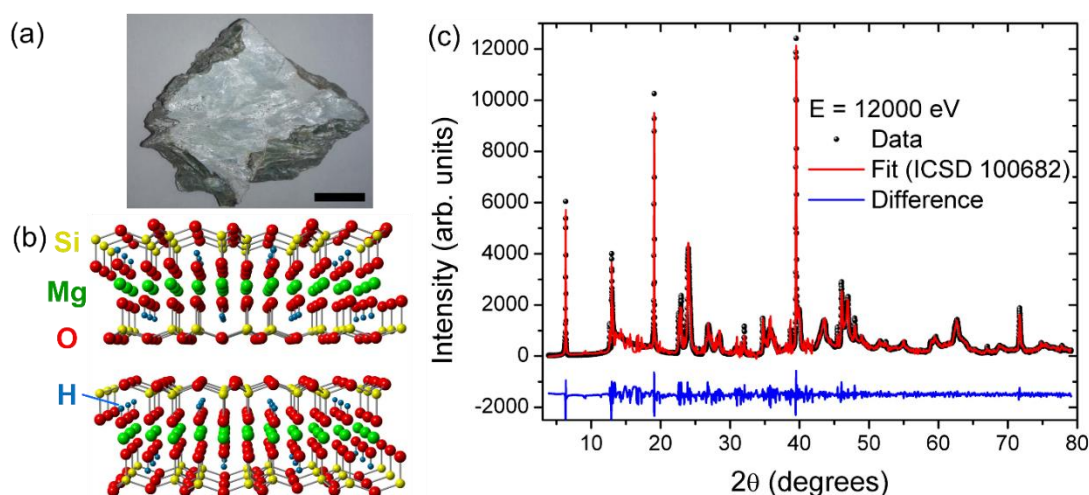 (a)
(b)
Si
Mg
O
H
(c)
Intensity (arb. units)
12000
10000
8000
6000
4000
2000
0
-2000
E = 12000 eV
Data
Fit (ICSD 100682)
Difference
10 20 30 40 50 60 70 80
2θ (degrees)